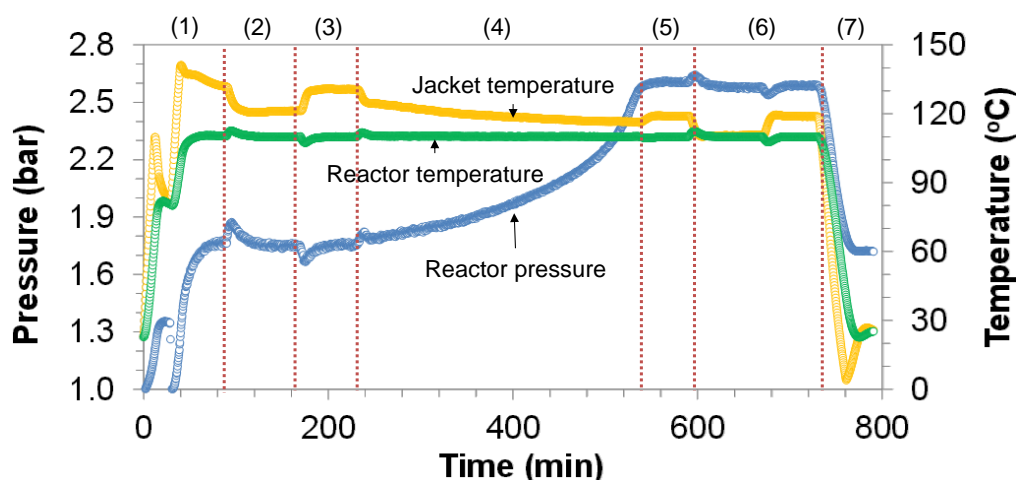 (1) (2) (3) (4) (5) (6) (7)
2.8 150
2.5 120
2.2 90
1.9 60
1.6
1.3 30
1.0 0
Jacket temperature
Reactor temperature
Reactor pressure
Pressure (bar)
Temperature (ºC)
0 200 400 600 800
Time (min)